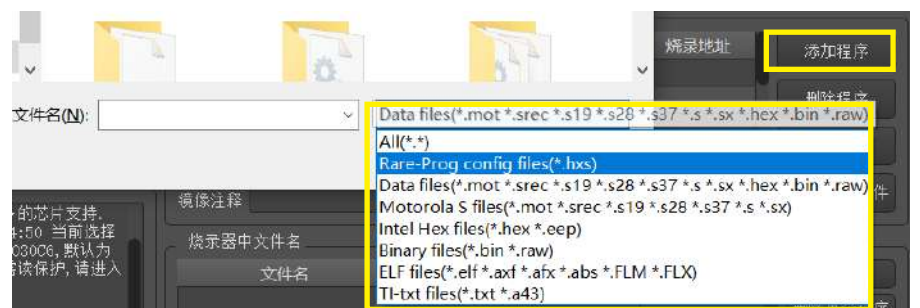 烧录地址
添加程序
删除程序
文件名(N):
Data files(*.mot *.srec *.s19 *.s28 *.s37 *.s *.sx *.hex *.bin *.raw)
All(*.*)
Rare-Prog config files(*.hxs)
Data files(*.mot *.srec *.s19 *.s28 *.s37 *.s *.sx *.hex *.bin *.raw)
Motorola S files(*.mot *.srec *.s19 *.s28 *.s37 *.s *.sx)
Intel Hex files(*.hex *.eep)
Binary files(*.bin *.raw)
ELF files(*.elf *.axf *.afx *.abs *.FLM *.FLX)
TI-txt files(*.txt *.a43)
件
镜像注释
的芯片支持.
:50 当前选择
030C6,默认为
读保护,请进入
烧示器中文件名
文件名